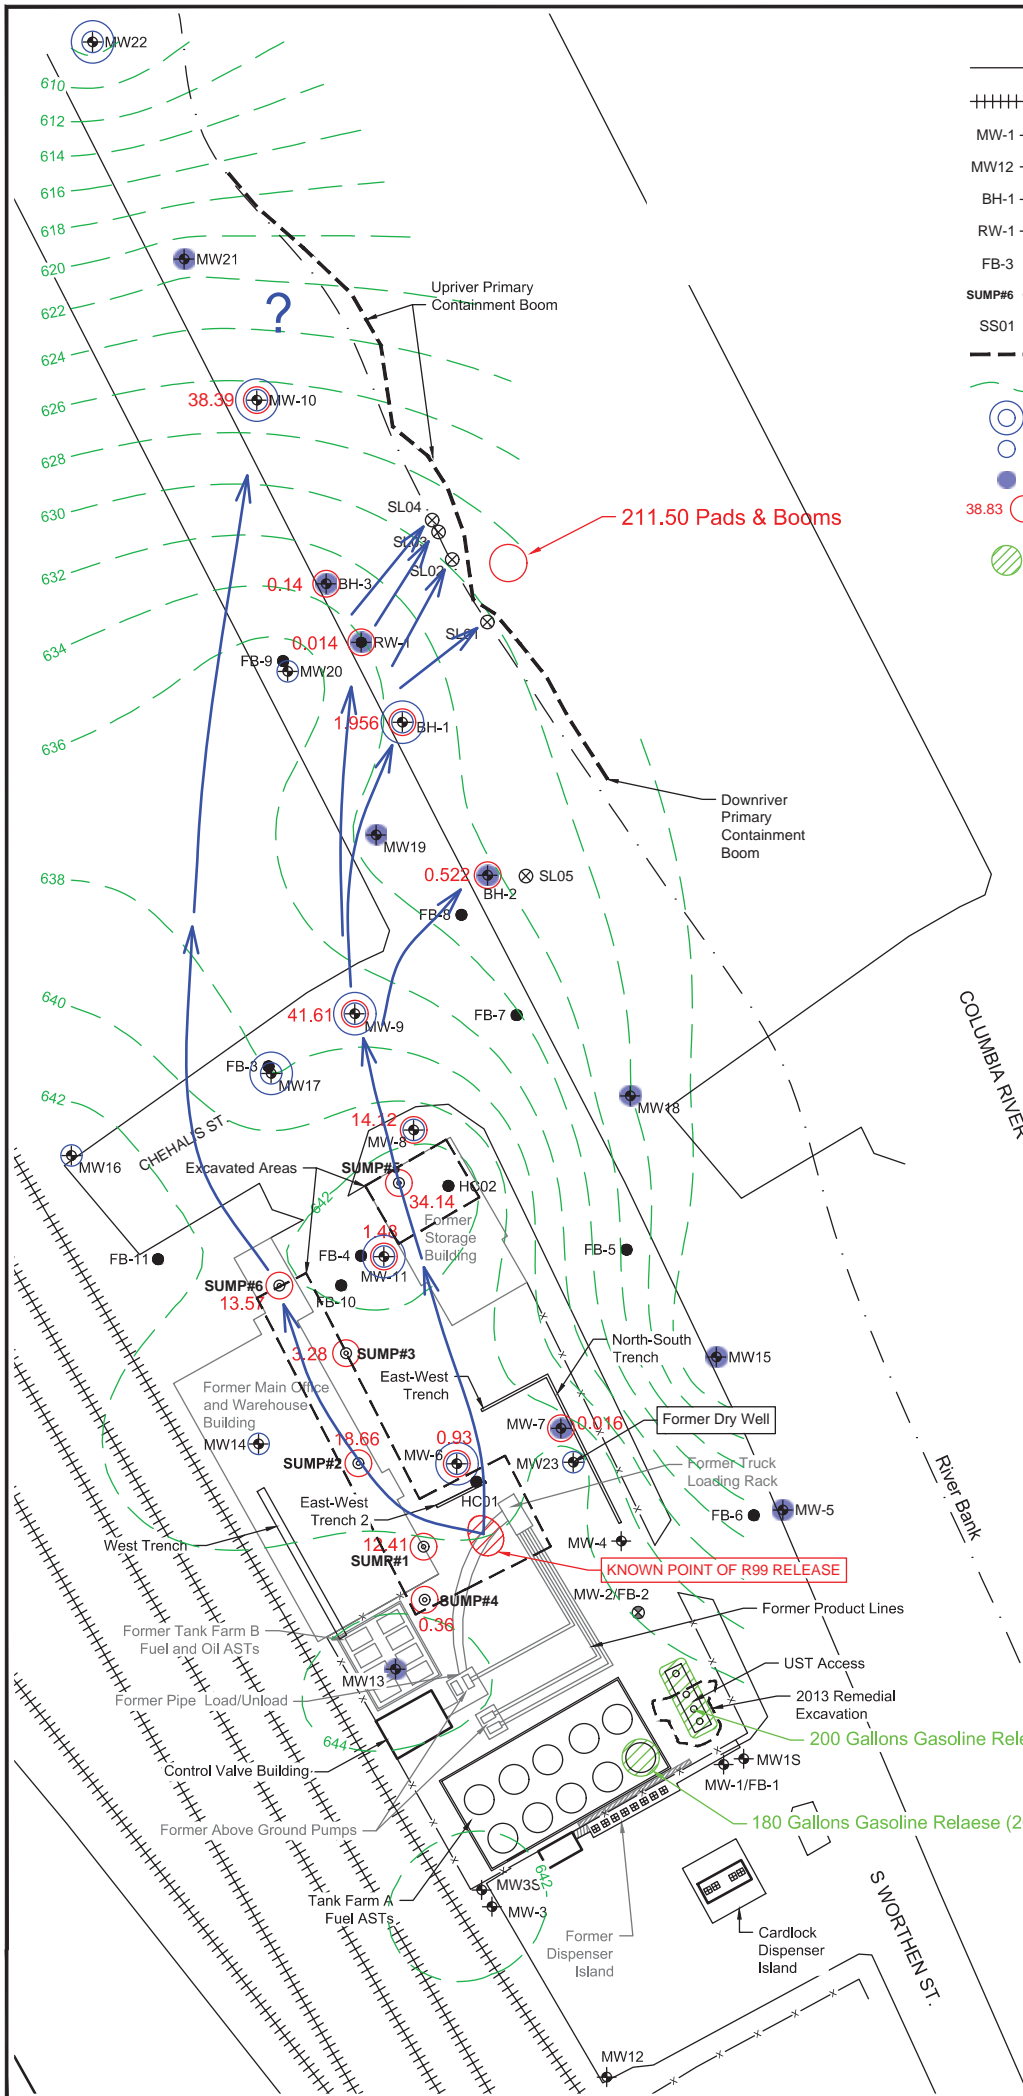 MW22
610
612
614
616
618
620
622
624
626
628
630
632
634
636
638
640
642
MW-1
MW12
BH-1
RW-1
FB-3
SUMP#6
SS01
38.83
MW21
?
Upriver Primary
Containment Boom
38.39
MW-10
SL04
SL03
SL02
SL01
211.50 Pads & Booms
0.14
BH-3
0.014
RW-1
FB-9
MW20
1.956
BH-1
Downriver
Primary
Containment
Boom
MW19
0.522
BH-2
SL05
FB-8
41.61
MW-9
FB-7
COLUMBIA RIVER
FB-3
MW17
MW18
14.12
MW-8
CHEHALIS ST.
MW16
Excavated Areas
SUMP#5
HC02
34.14
642
Former
Storage
Building
1.48
FB-4
MW-11
FB-5
FB-11
SUMP#6
13.57
FB-10
3.28
SUMP#3
North-South
Trench
MW15
East-West
Trench
Former Main Office
and Warehouse
Building
MW-7
0.016
Former Dry Well
MW14
18.66
SUMP#2
0.93
MW-6
MW23
Former Truck
Loading Rack
HC01
East-West
Trench 2
FB-6
MW-5
River Bank
West Trench
12.41
SUMP#1
MW-4
KNOWN POINT OF R99 RELEASE
SUMP#4
0.36
MW-2/FB-2
Former Product Lines
Former Tank Farm B
Fuel and Oil ASTs
MW13
UST Access
Former Pipe Load/Unload
2013 Remedial
Excavation
644
200 Gallons Gasoline Rele
Control Valve Building
MW1S
MW-1/FB-1
Former Above Ground Pumps
180 Gallons Gasoline Relaese (2
642
MW3S
Tank Farm A
Fuel ASTs
MW-3
Former
Dispenser
Island
Cardlock
Dispenser
Island
S WORTHEN ST.
MW12